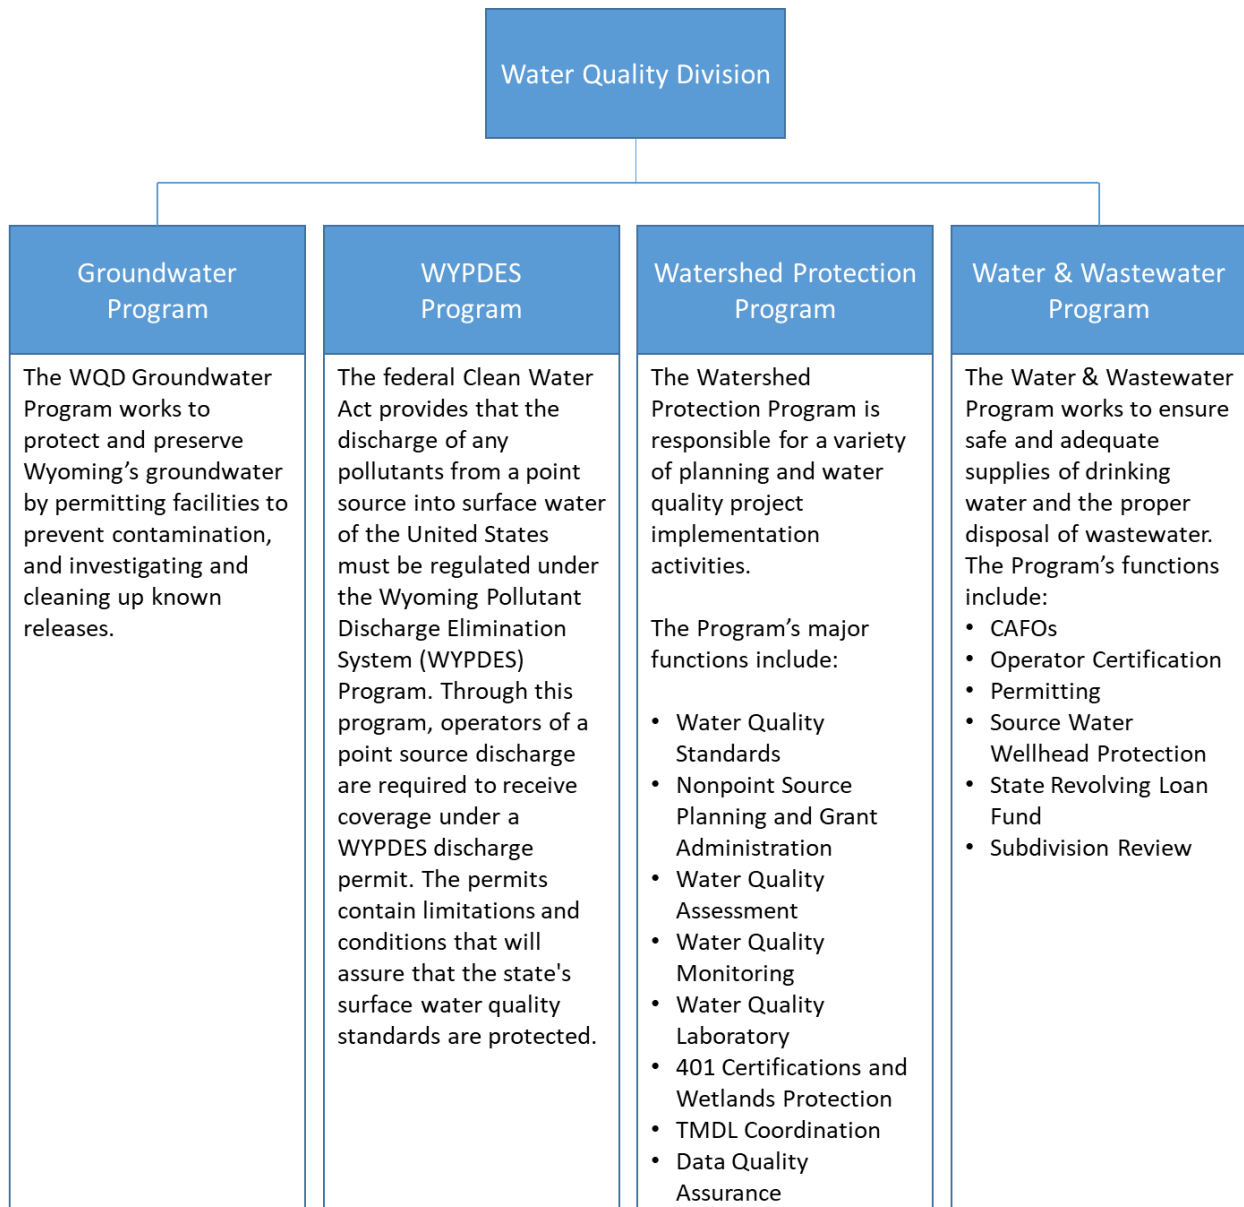 Water Quality Division
Groundwater
Program
The WQD Groundwater
Program works to
protect and preserve
Wyoming’s groundwater
by permitting facilities to
prevent contamination,
and investigating and
cleaning up known
releases.
WYPDES
Program
The federal Clean Water
Act provides that the
discharge of any
pollutants from a point
source into surface water
of the United States
must be regulated under
the Wyoming Pollutant
Discharge Elimination
System (WYPDES)
Program. Through this
program, operators of a
point source discharge
are required to receive
coverage under a
WYPDES discharge
permit. The permits
contain limitations and
conditions that will
assure that the state's
surface water quality
standards are protected.
Watershed Protection
Program
The Watershed
Protection Program is
responsible for a variety
of planning and water
quality project
implementation
activities.
The Program’s major
functions include:
• Water Quality
Standards
• Nonpoint Source
Planning and Grant
Administration
• Water Quality
Assessment
• Water Quality
Monitoring
• Water Quality
Laboratory
• 401 Certifications and
Wetlands Protection
• TMDL Coordination
• Data Quality
Assurance
Water & Wastewater
Program
The Water & Wastewater
Program works to ensure
safe and adequate
supplies of drinking
water and the proper
disposal of wastewater.
The Program’s functions
include:
• CAFOs
• Operator Certification
• Permitting
• Source Water
Wellhead Protection
• State Revolving Loan
Fund
• Subdivision Review